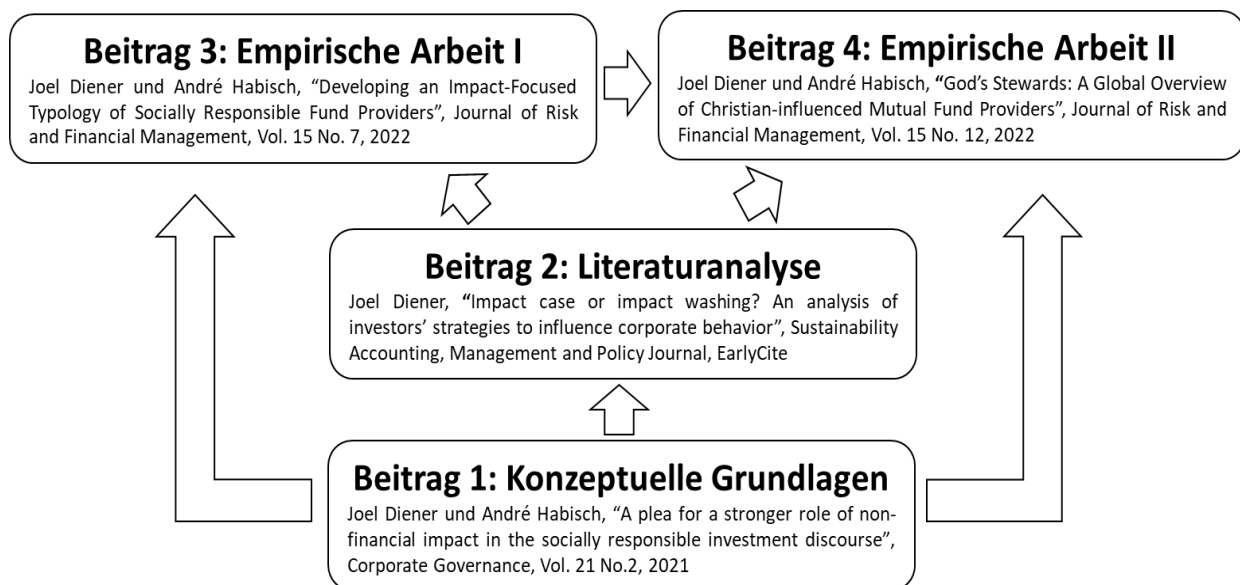 Beitrag 3: Empirische Arbeit I
Joel Diener und André Habisch, “Developing an Impact-Focused
Typology of Socially Responsible Fund Providers”, Journal of Risk
and Financial Management, Vol. 15 No. 7, 2022
Beitrag 4: Empirische Arbeit II
Joel Diener und André Habisch, “God’s Stewards: A Global Overview
of Christian-influenced Mutual Fund Providers”, Journal of Risk and
Financial Management, Vol. 15 No. 12, 2022
Beitrag 2: Literaturanalyse
Joel Diener, “Impact case or impact washing? An analysis of
investors’ strategies to influence corporate behavior”, Sustainability
Accounting, Management and Policy Journal, EarlyCite
Beitrag 1: Konzeptuelle Grundlagen
Joel Diener und André Habisch, “A plea for a stronger role of non-
financial impact in the socially responsible investment discourse”,
Corporate Governance, Vol. 21 No.2, 2021